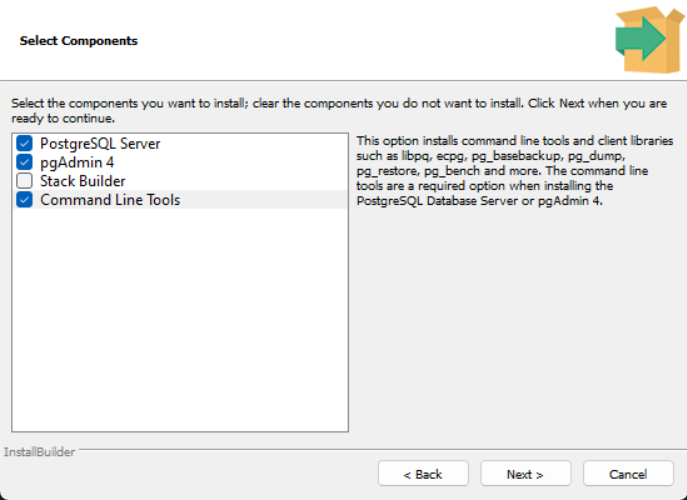 Select Components
Select the components you want to install; clear the components you do not want to install. Click Next when you are
ready to continue.
PostgreSQL Server
pgAdmin 4
Stack Builder
Command Line Tools
This option installs command line tools and client libraries
such as libpq, ecpg, pg_basebackup, pg_dump,
pg_restore, pg_bench and more. The command line
tools are a required option when installing the
PostgreSQL Database Server or pgAdmin 4.
InstallBuilder
< Back
Next >
Cancel